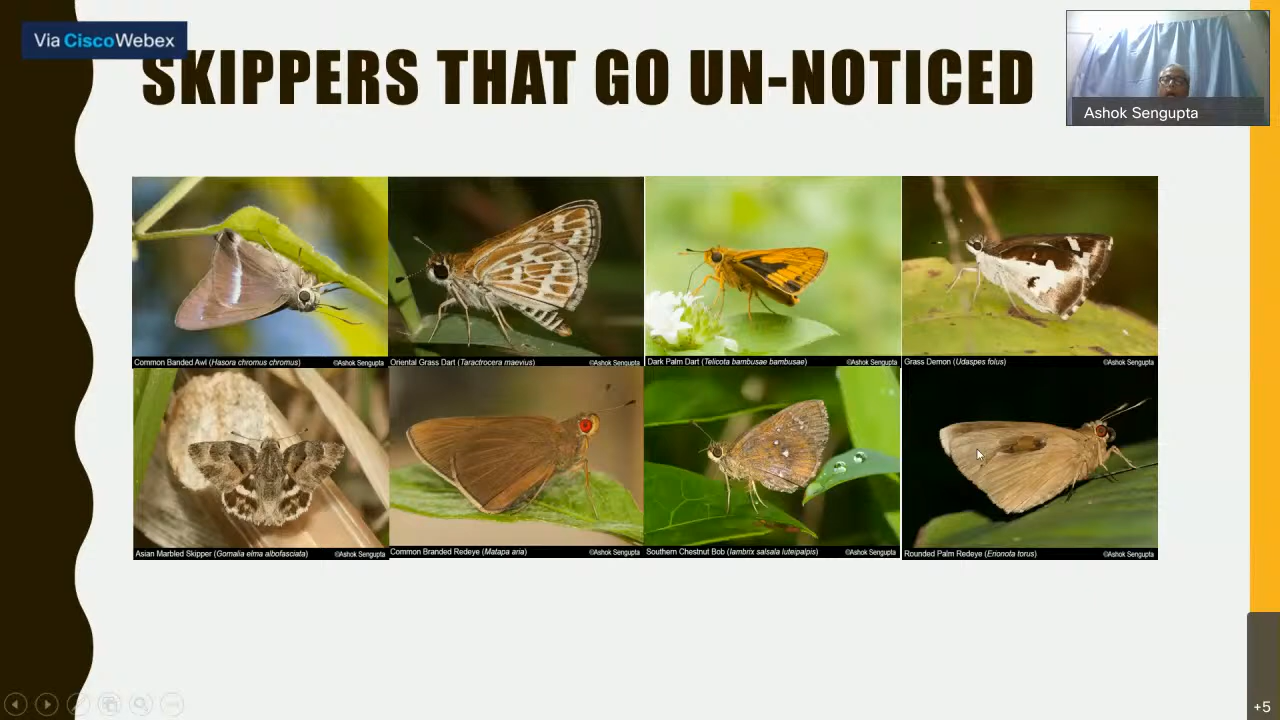 Via CiscoWebex
SKIPPERS THAT GO UN-NOTICED
Ashok Sengupta
Common Banded Awl (Hasora chromus chromus) ©Ashok Sengupta
Oriental Grass Dart (Taractrocera maevius) ©Ashok Sengupta
Dark Palm Dart (Telicota bambusae bambusae) ©Ashok Sengupta
Grass Demon (Udaspes folus) ©Ashok Sengupta
Asian Marbled Skipper (Gomalia elma albofasciata) ©Ashok Sengupta
Common Branded Redeye (Matapa aria) ©Ashok Sengupta
Southern Chestnut Bob (Iambrix salsala luteipalpis) ©Ashok Sengupta
Rounded Palm Redeye (Erionota torus) ©Ashok Sengupta
+5